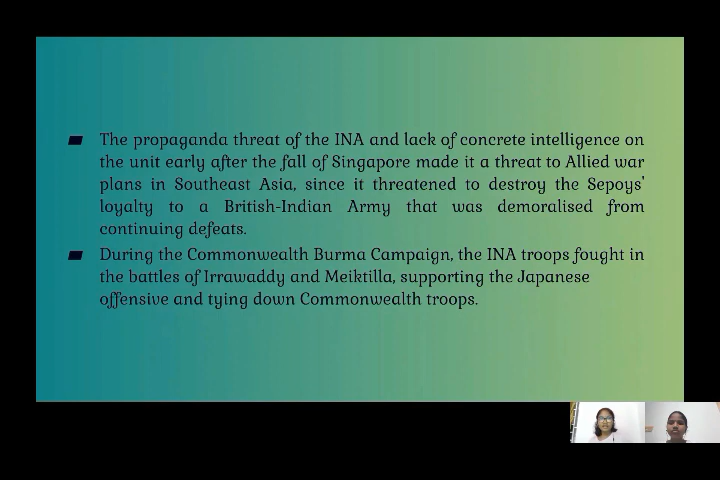 The propaganda threat of the INA and lack of concrete intelligence on
the unit early after the fall of Singapore made it a threat to Allied war
plans in Southeast Asia, since it threatened to destroy the Sepoys'
loyalty to a British-Indian Army that was demoralised from
continuing defeats.
During the Commonwealth Burma Campaign, the INA troops fought in
the battles of Irrawaddy and Meiktilla, supporting the Japanese
offensive and tying down Commonwealth troops.